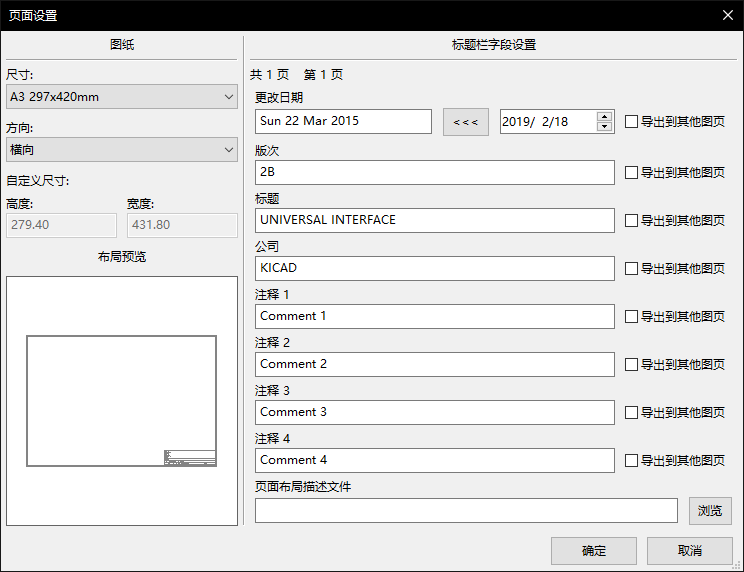 页面设置
图纸
尺寸:
A3 297x420mm
方向:
横向
自定义尺寸:
高度: 宽度:
279.40 431.80
布局预览
标题栏字段设置
共 1 页 第 1 页
更改日期
Sun 22 Mar 2015 <<< 2019/ 2/18 导出到其他图页
版次
2B 导出到其他图页
标题
UNIVERSAL INTERFACE 导出到其他图页
公司
KICAD 导出到其他图页
注释 1
Comment 1 导出到其他图页
注释 2
Comment 2 导出到其他图页
注释 3
Comment 3 导出到其他图页
注释 4
Comment 4 导出到其他图页
页面布局描述文件
浏览
确定 取消